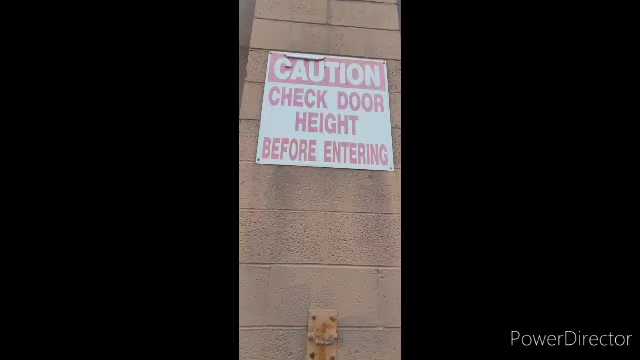 CAUTION
CHECK DOOR
HEIGHT
BEFORE ENTERING
PowerDirector